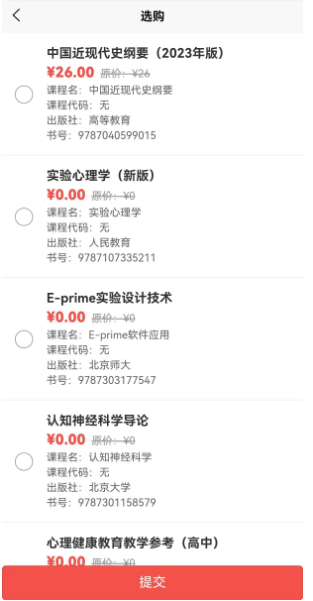 选购
中国近现代史纲要（2023年版）
¥26.00 原价：¥26
课程名：中国近现代史纲要
课程代码：无
出版社：高等教育
书号：9787040599015
实验心理学（新版）
¥0.00 原价：¥0
课程名：实验心理学
课程代码：无
出版社：人民教育
书号：9787107335211
E-prime实验设计技术
¥0.00 原价：¥0
课程名：E-prime软件应用
课程代码：无
出版社：北京师大
书号：9787303177547
认知神经科学导论
¥0.00 原价：¥0
课程名：认知神经科学
课程代码：无
出版社：北京大学
书号：9787301158579
心理健康教育教学参考（高中）
¥0.00 原价：¥0
提交